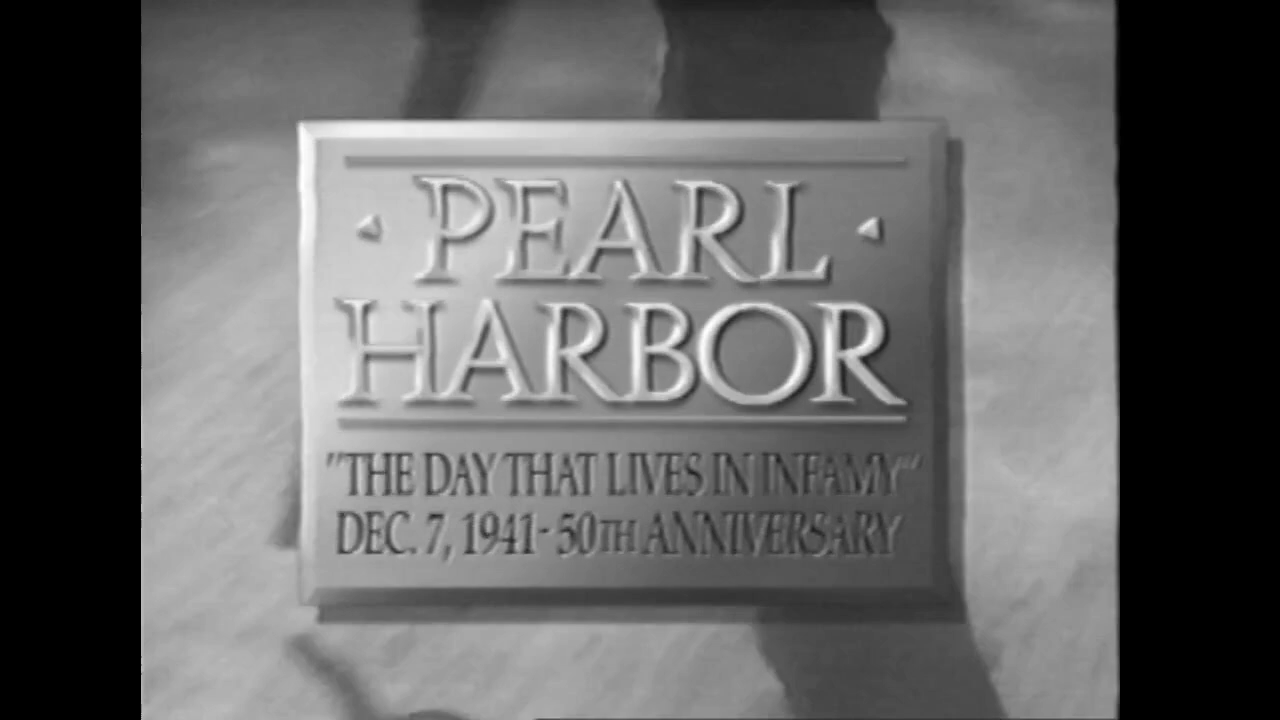 · PEARL ·
HARBOR
"THE DAY THAT LIVES IN INFAMY"
DEC. 7, 1941 - 50TH ANNIVERSARY